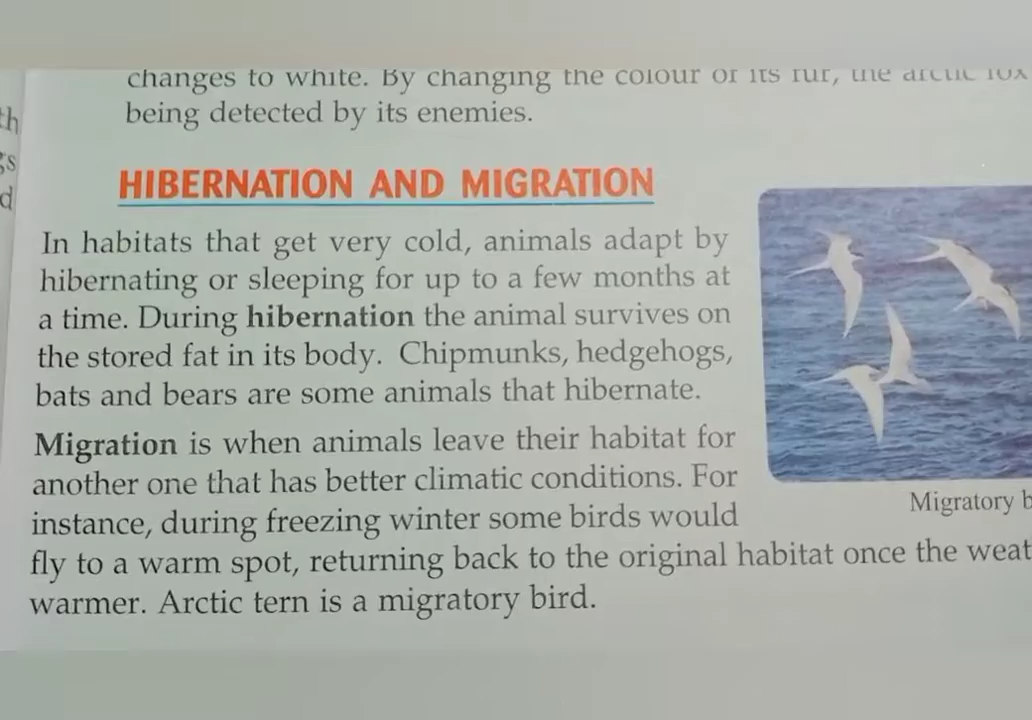 th
gs
d
changes to white. By changing the colour of its fur, the arctic fox
being detected by its enemies.
HIBERNATION AND MIGRATION
In habitats that get very cold, animals adapt by
hibernating or sleeping for up to a few months at
a time. During hibernation the animal survives on
the stored fat in its body. Chipmunks, hedgehogs,
bats and bears are some animals that hibernate.
Migration is when animals leave their habitat for
another one that has better climatic conditions. For
instance, during freezing winter some birds would
fly to a warm spot, returning back to the original habitat once the weat
warmer. Arctic tern is a migratory bird.
Migratory b